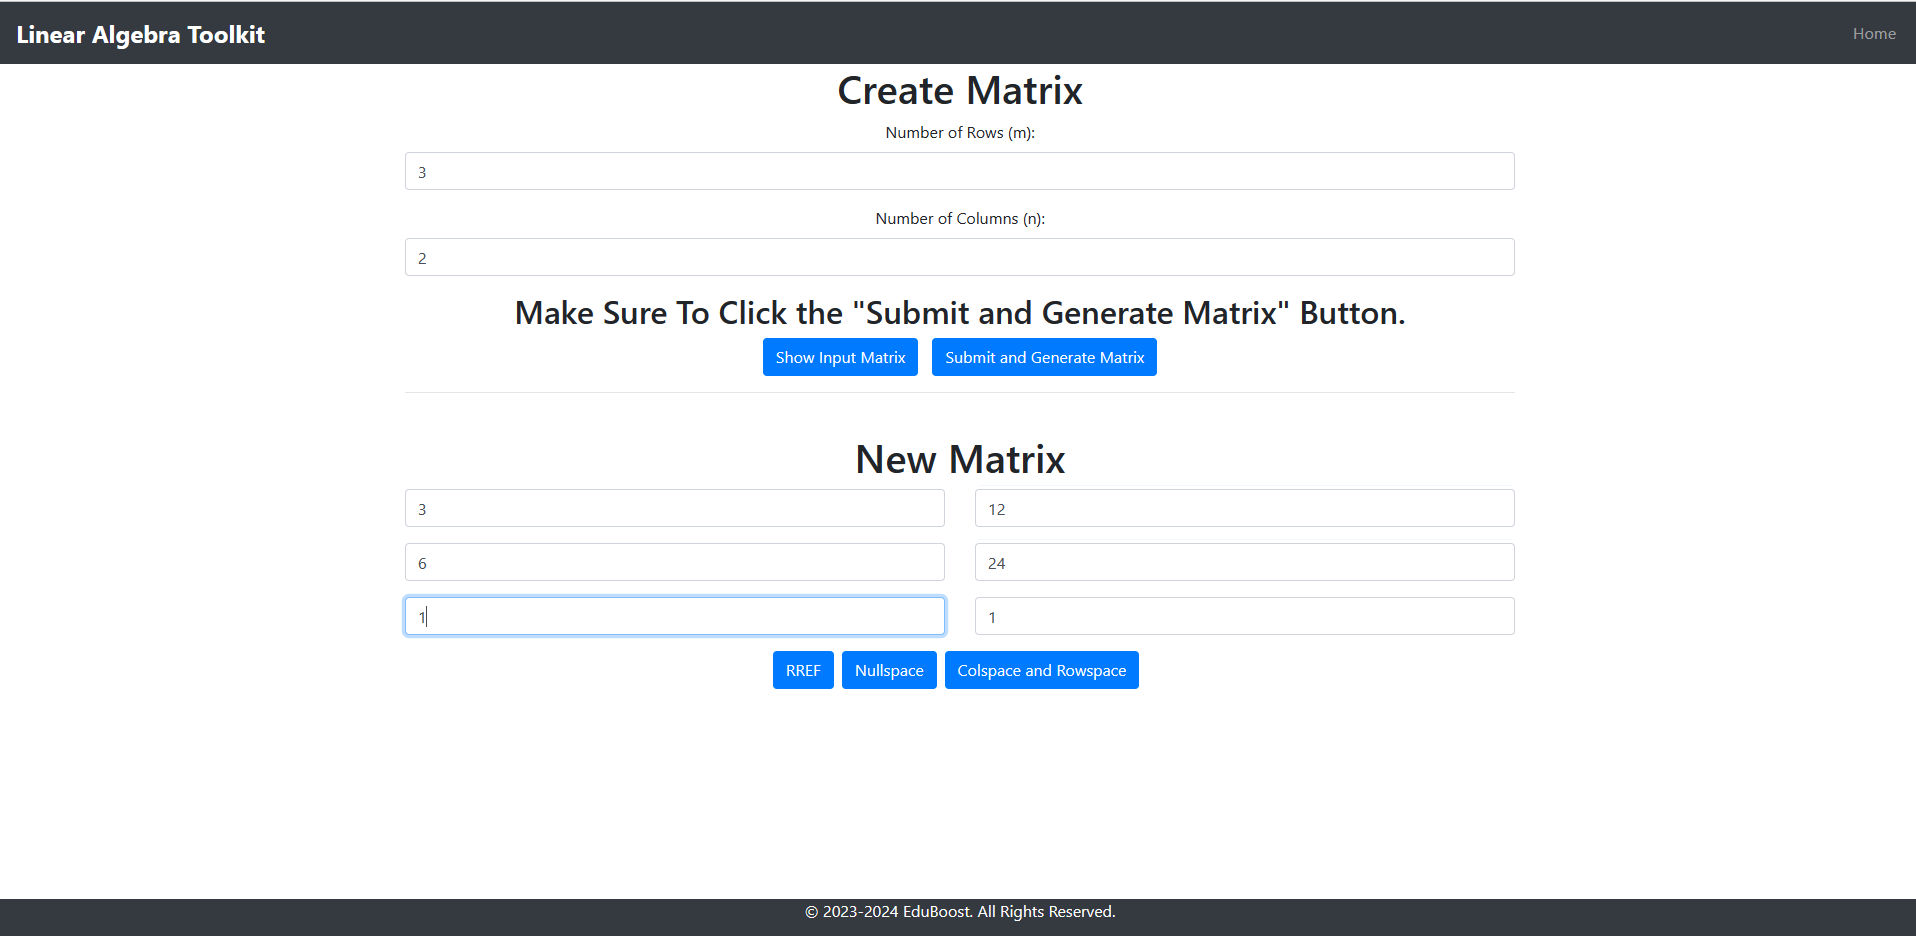 Linear Algebra Toolkit Home
Create Matrix
Number of Rows (m):
3
Number of Columns (n):
2
Make Sure To Click the "Submit and Generate Matrix" Button.
Show Input Matrix Submit and Generate Matrix
New Matrix
3 12
6 24
1 1
RREF Nullspace Colspace and Rowspace
© 2023-2024 EduBoost. All Rights Reserved.